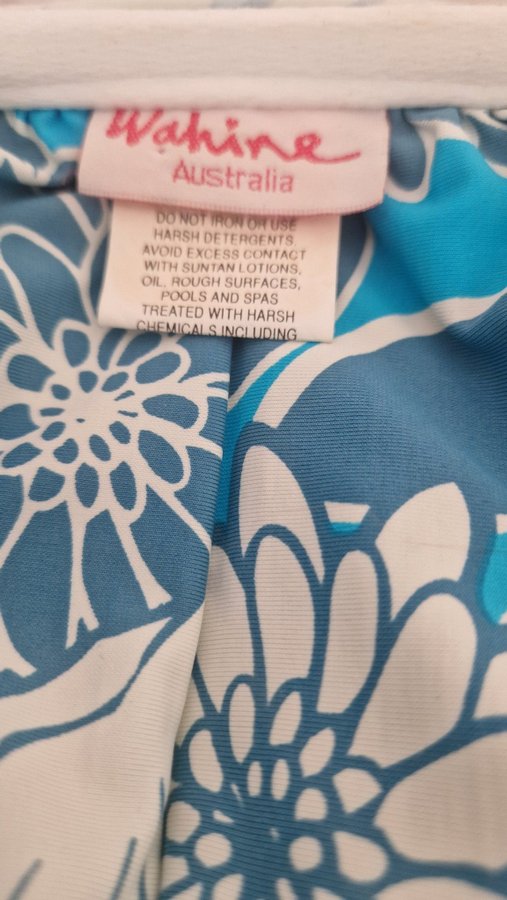 Wahine
Australia
DO NOT IRON OR USE
HARSH DETERGENTS
AVOID EXCESS CONTACT
WITH SUNTAN LOTIONS,
OIL, ROUGH SURFACES,
POOLS AND SPAS
TREATED WITH HARSH
CHEMICALS INCLUDING